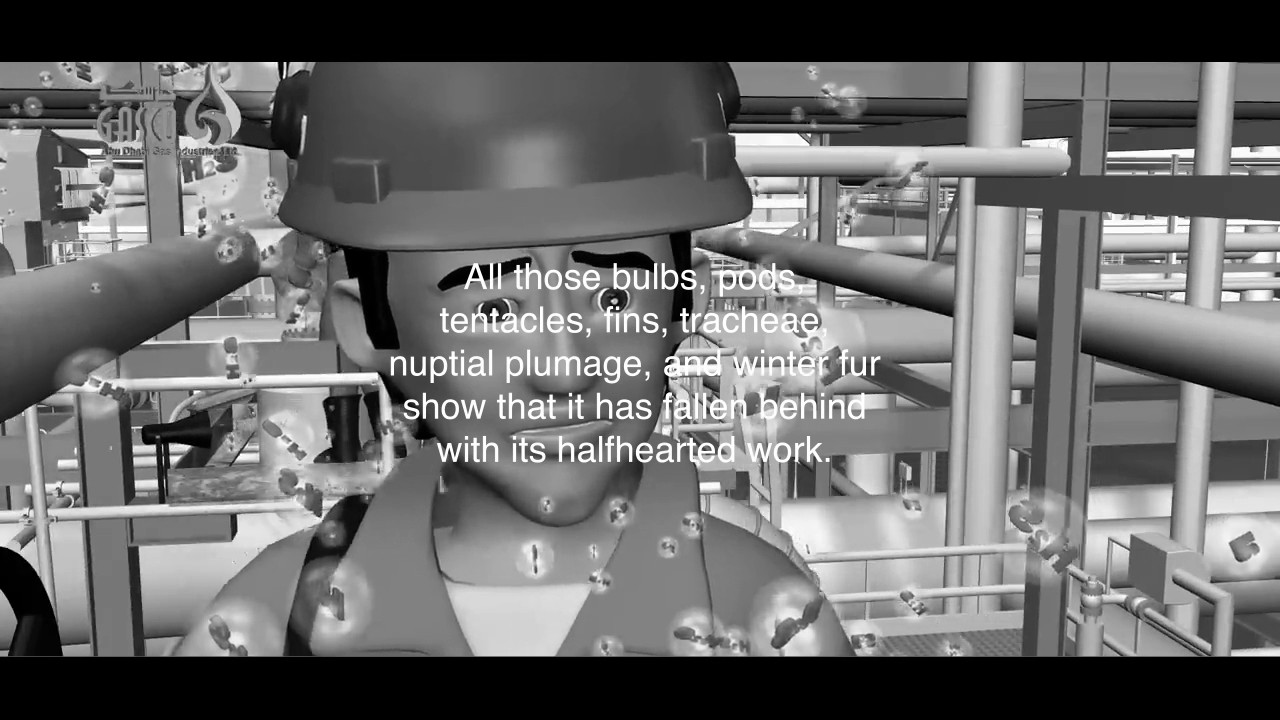 GASCO
Abu Dhabi Gas Industries Ltd.
H2S
All those bulbs, pods,
tentacles, fins, tracheae,
nuptial plumage, and winter fur
show that it has fallen behind
with its halfhearted work.